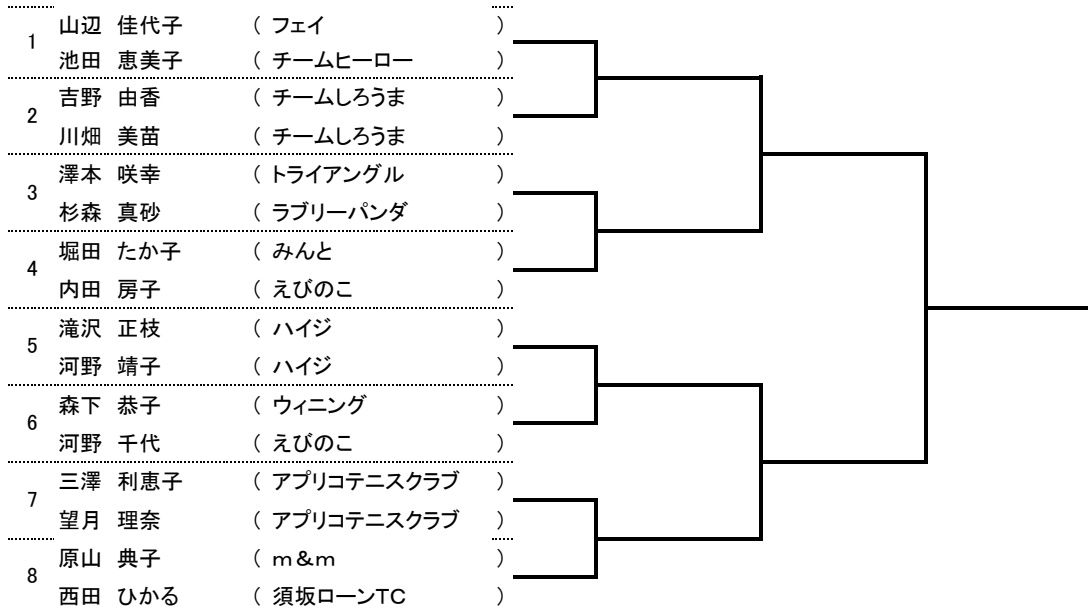 1
山辺 佳代子 ( フェイ )
池田 恵美子 ( チームヒーロー )
2
吉野 由香 ( チームしろうま )
川畑 美苗 ( チームしろうま )
3
澤本 咲幸 ( トライアングル )
杉森 真砂 ( ラブリーパンダ )
4
堀田 たか子 ( みんと )
内田 房子 ( えびのこ )
5
滝沢 正枝 ( ハイジ )
河野 靖子 ( ハイジ )
6
森下 恭子 ( ウィニング )
河野 千代 ( えびのこ )
7
三澤 利恵子 ( アプリコテニスクラブ )
望月 理奈 ( アプリコテニスクラブ )
8
原山 典子 ( m&m )
西田 ひかる ( 須坂ローンTC )